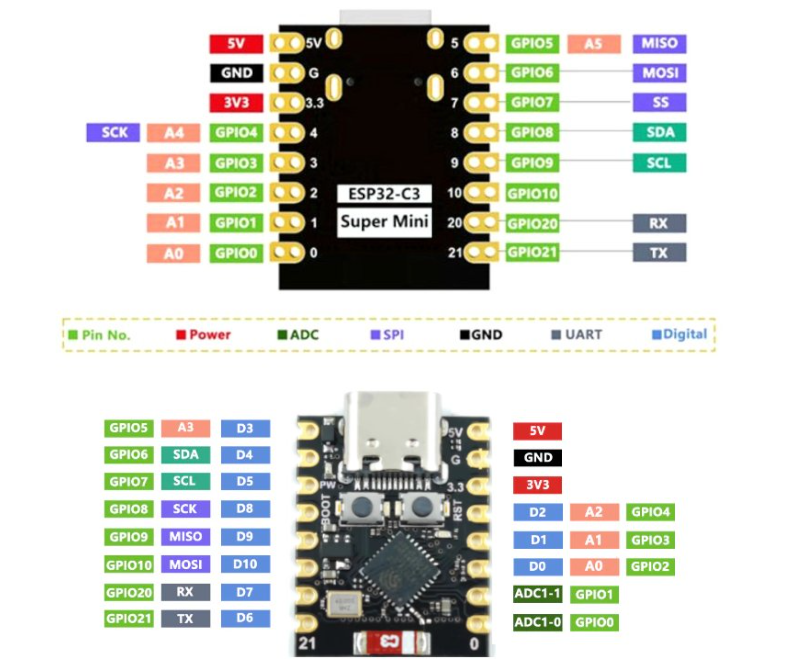 5V 5V 5 GPIO5 A5 MISO
GND G 6 GPIO6 MOSI
3V3 3.3 7 GPIO7 SS
SCK A4 GPIO4 4 8 GPIO8 SDA
A3 GPIO3 3 9 GPIO9 SCL
A2 GPIO2 2 ESP32-C3 10 GPIO10
A1 GPIO1 1 Super Mini 20 GPIO20 RX
A0 GPIO0 0 21 GPIO21 TX
Pin No. Power ADC SPI GND UART Digital
GPIO5 A3 D3 5V 5V
GPIO6 SDA D4 G GND
GPIO7 SCL D5 PW 3.3 3V3
GPIO8 SCK D8 BOOT RST D2 A2 GPIO4
GPIO9 MISO D9 D1 A1 GPIO3
GPIO10 MOSI D10 D0 A0 GPIO2
GPIO20 RX D7 ADC1-1 GPIO1
GPIO21 TX D6 ADC1-0 GPIO0
21 C3 0